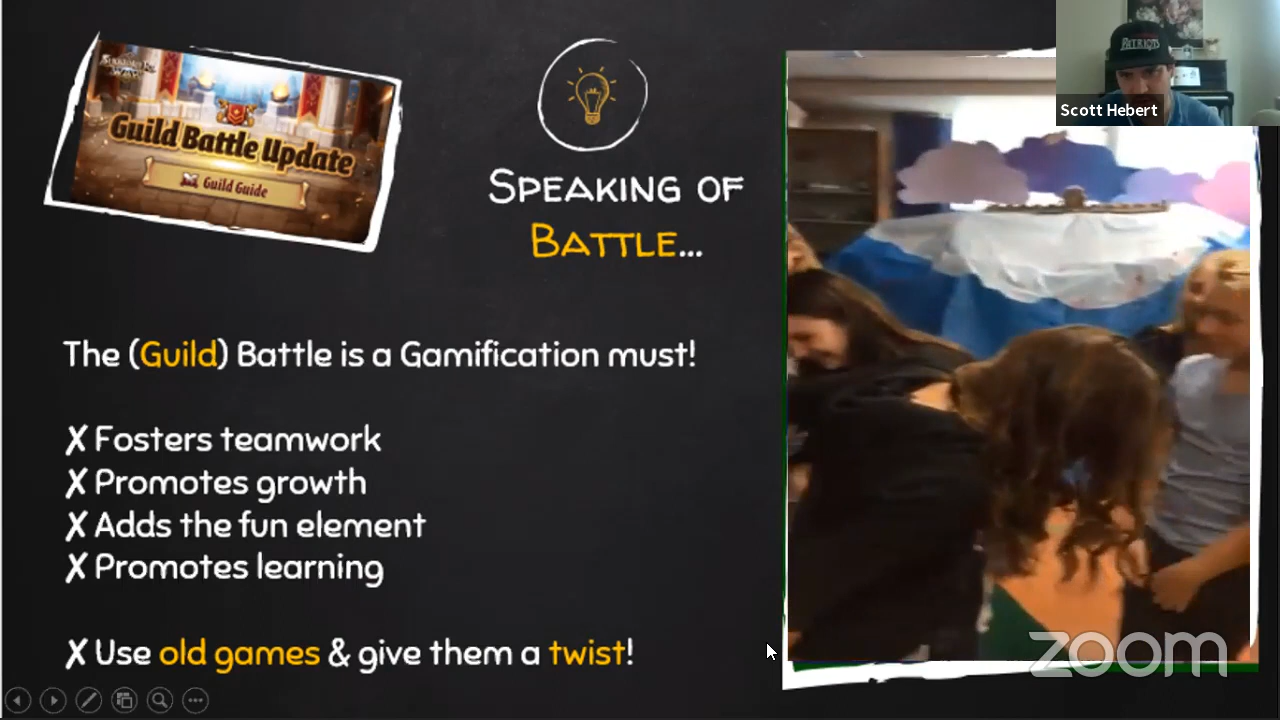 Guild Battle Update
Guild Guide
SPEAKING OF
BATTLE...
The (Guild) Battle is a Gamification must!
✗ Fosters teamwork
✗ Promotes growth
✗ Adds the fun element
✗ Promotes learning
✗ Use old games & give them a twist!
PATRIOTS
Scott Hebert
zoom